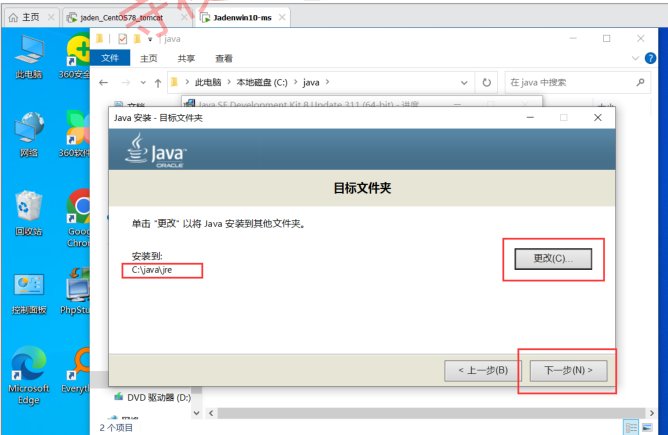 主页
jaden_CentOS78_tomcat
Jadenwin10-ms
java
文件
主页
共享
查看
此电脑 > 本地磁盘 (C:) > java >
在 java 中搜索
此电脑
360安全
Java SE Development Kit 8 Update 311 (64-bit) - 进度
Java 安装 - 目标文件夹
Java
ORACLE
目标文件夹
单击 "更改" 以将 Java 安装到其他文件夹。
安装到:
C:\java\jre
更改(C)...
< 上一步(B)
下一步(N) >
网络
360软件
回收站
Goog
Chro
控制面板
PhpStu
Microsoft
Edge
Everyt
DVD 驱动器 (D:)
2 个项目